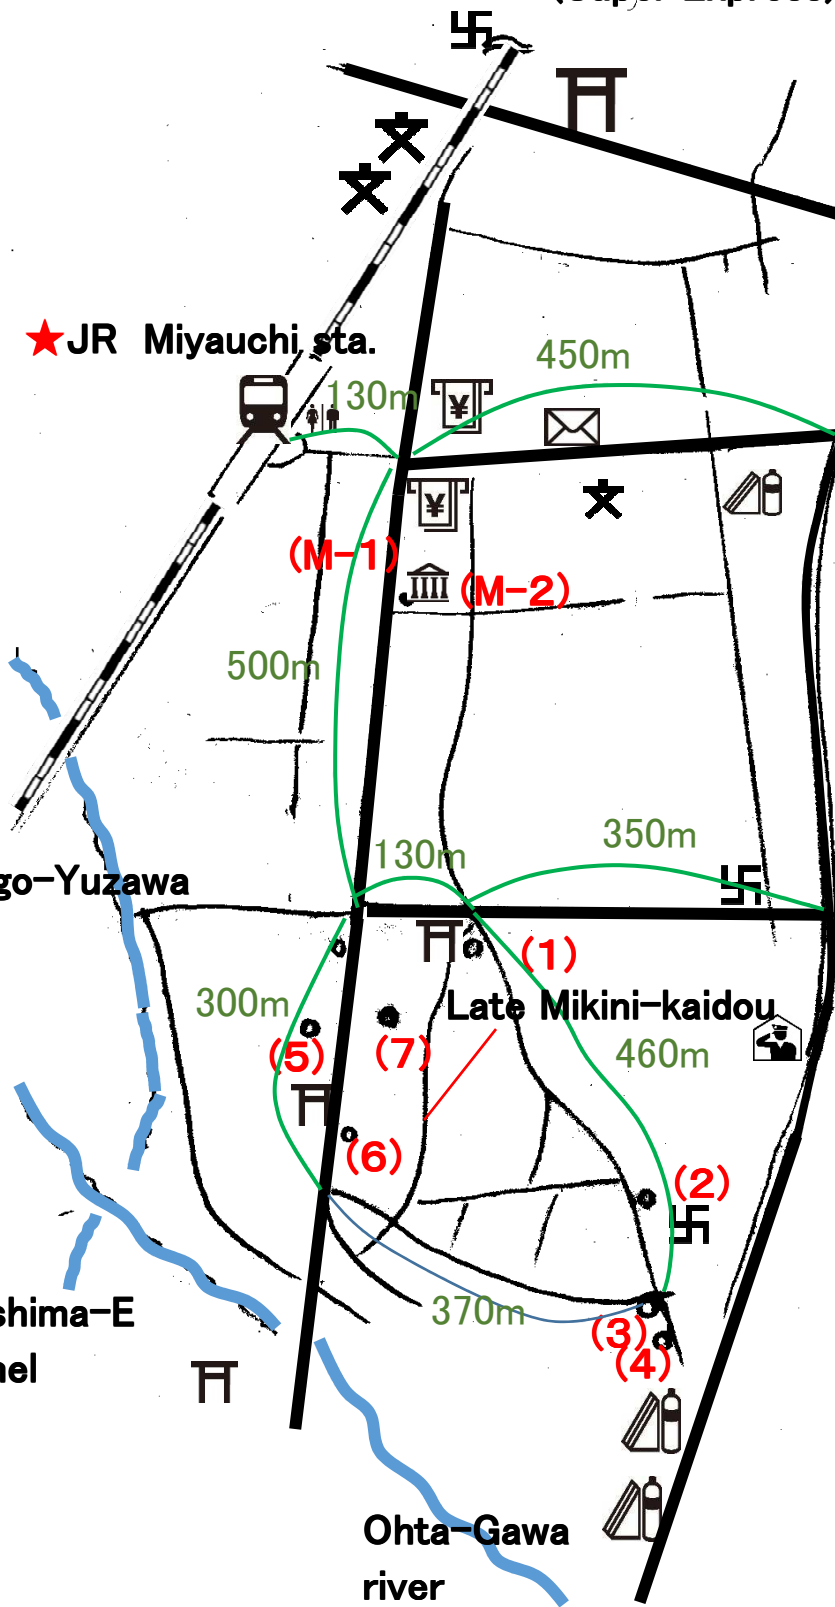 ★JR Miyauchi sta.
450m
130m
¥
¥
(M-1)
(M-2)
500m
350m
130m
go-Yuzawa
(1)
300m
Late Mikini-kaidou
460m
(5)
(7)
(6)
(2)
370m
shima-E
(3)
(4)
nel
Ohta-Gawa
river